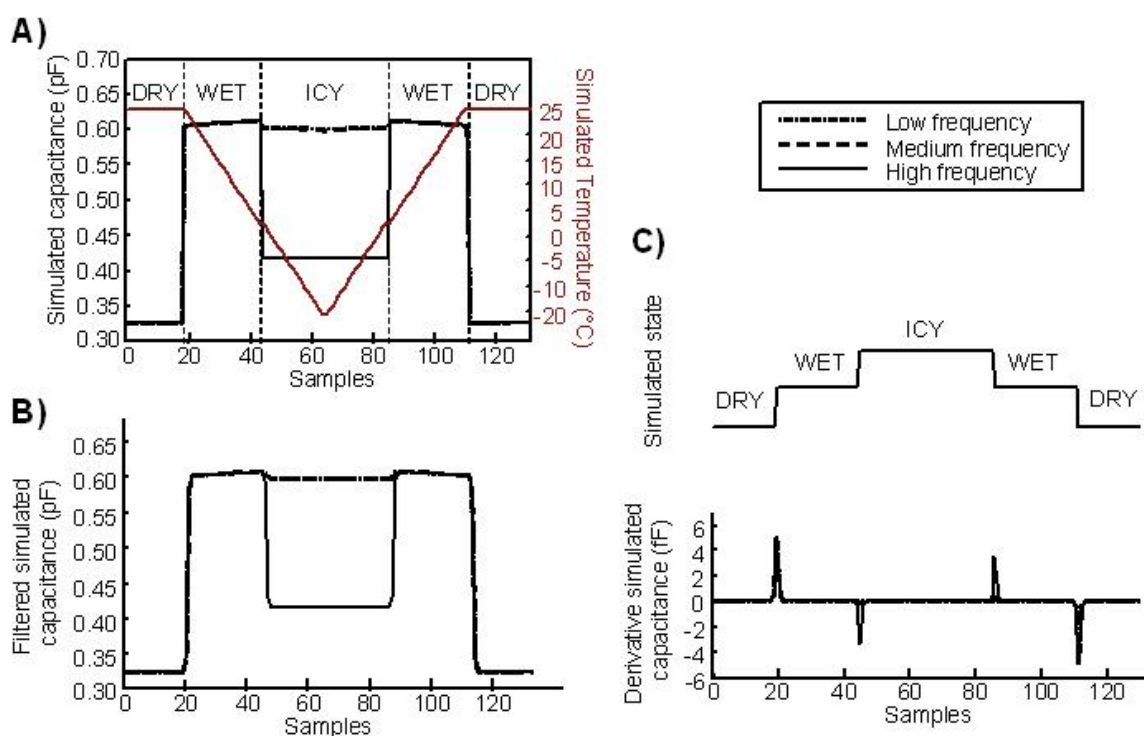 A)
Simulated capacitance (pF)
0.70
0.65
0.60
0.55
0.50
0.45
0.40
0.35
0.30
DRY WET ICY WET DRY
25
20
15
10
5
0
-5
-10
-20
Simulated Temperature (°C)
0 20 40 60 80 100 120
Samples
Low frequency
Medium frequency
High frequency
B)
Filtered simulated
capacitance (pF)
0.65
0.60
0.55
0.50
0.45
0.40
0.35
0.30
0 20 40 60 80 100 120
Samples
C)
Simulated state
ICY
WET WET
DRY DRY
Derivative simulated
capacitance (fF)
6
4
2
0
-2
-4
-6
0 20 40 60 80 100 120
Samples